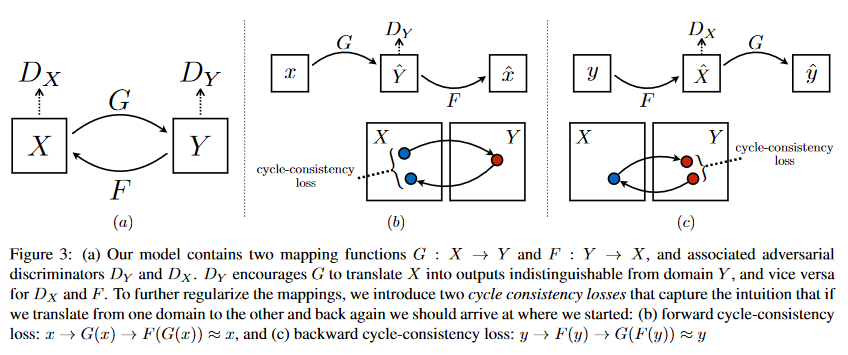 D_X
D_Y
G
X
Y
F
(a)
x
G
D_Y
Ŷ
F
x̂
X
Y
cycle-consistency
loss
(b)
y
F
D_X
X̂
G
ŷ
X
Y
cycle-consistency
loss
(c)
Figure 3: (a) Our model contains two mapping functions G : X → Y and F : Y → X, and associated adversarial
discriminators D_Y and D_X. D_Y encourages G to translate X into outputs indistinguishable from domain Y, and vice versa
for D_X and F. To further regularize the mappings, we introduce two cycle consistency losses that capture the intuition that if
we translate from one domain to the other and back again we should arrive at where we started: (b) forward cycle-consistency
loss: x → G(x) → F(G(x)) ≈ x, and (c) backward cycle-consistency loss: y → F(y) → G(F(y)) ≈ y